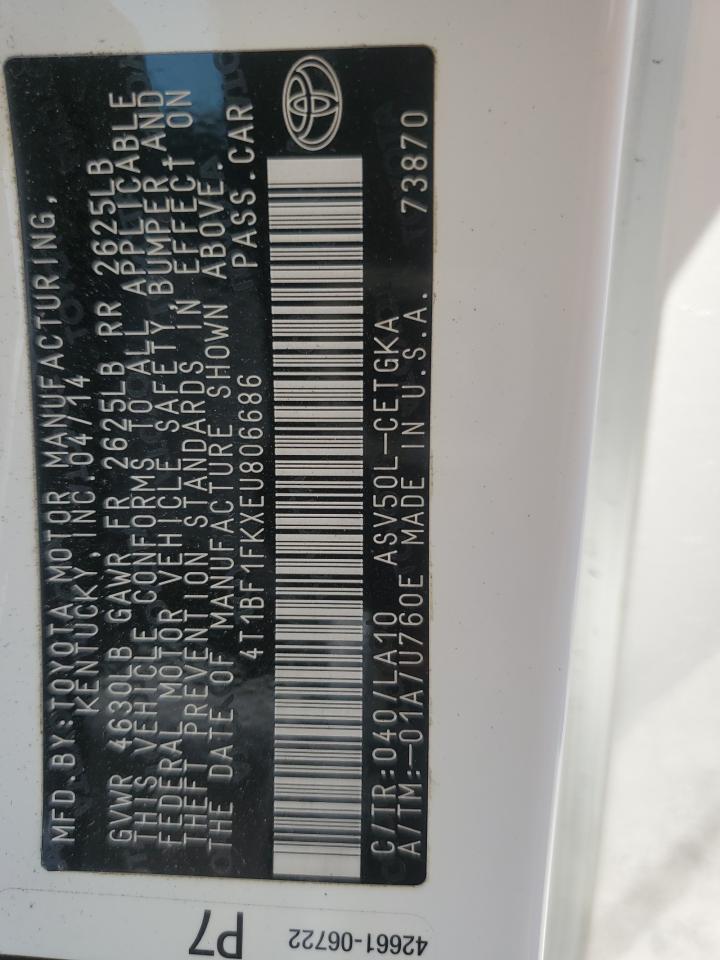 MFD.BY:TOYOTA MOTOR MANUFACTURING,
KENTUCKY, INC.04/14
GVWR 4630LB GAWR FR 2625LB RR 2625LB
THIS VEHICLE CONFORMS TO ALL APPLICABLE
FEDERAL MOTOR VEHICLE SAFETY,BUMPER,AND
THEFT PREVENTION STANDARDS IN EFFECT ON
THE DATE OF MANUFACTURE SHOWN ABOVE.
4T1BF1FKXEU806686 PASS.CAR
C/TR:040/LA10 ASV50L-CETGKA
A/TM:-01A/U760E MADE IN U.S.A. 73870
P7
42661-06722